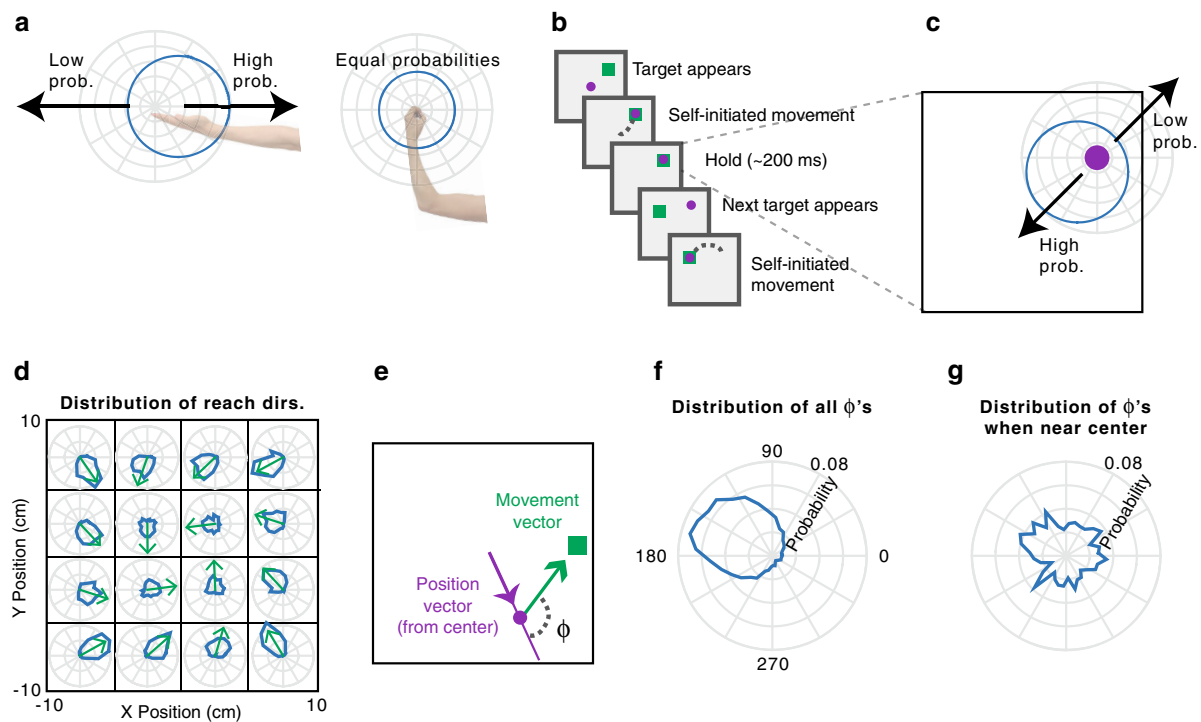 a
Low
prob.
High
prob.
Equal probabilities
b
Target appears
Self-initiated movement
Hold (~200 ms)
Next target appears
Self-initiated
movement
c
Low
prob.
High
prob.
d
Distribution of reach dirs.
10
Y Position (cm)
-10
-10
10
X Position (cm)
e
Movement
vector
Position
vector
(from center)
ϕ
f
Distribution of all ϕ's
90
0.08
Probability
180
0
270
g
Distribution of ϕ's
when near center
0.08
Probability